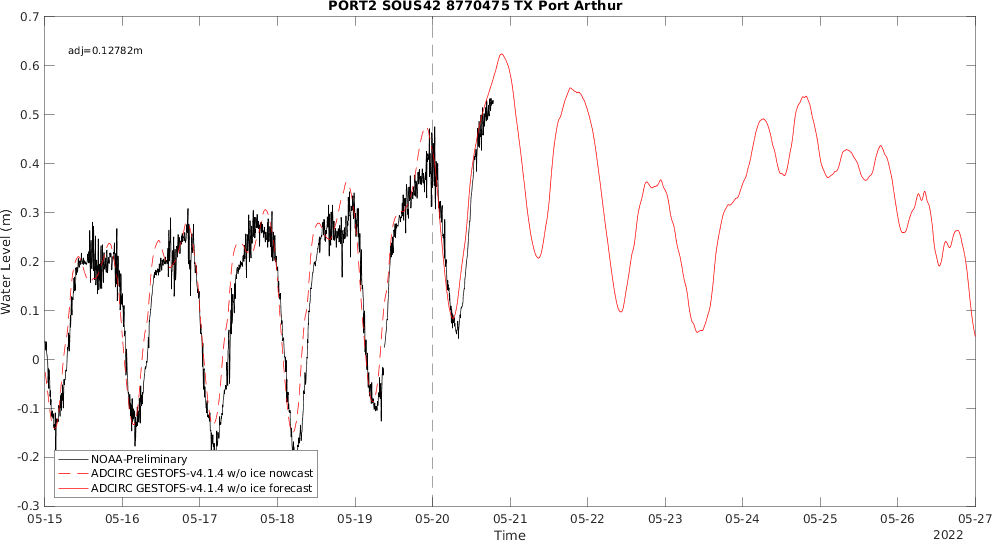 PORT2 SOUS42 8770475 TX Port Arthur
adj=0.12782m
Water Level (m)
0.7
0.6
0.5
0.4
0.3
0.2
0.1
0
-0.1
-0.2
-0.3
NOAA-Preliminary
ADCIRC GESTOFS-v4.1.4 w/o ice nowcast
ADCIRC GESTOFS-v4.1.4 w/o ice forecast
05-15 05-16 05-17 05-18 05-19 05-20 05-21 05-22 05-23 05-24 05-25 05-26 05-27
Time
2022